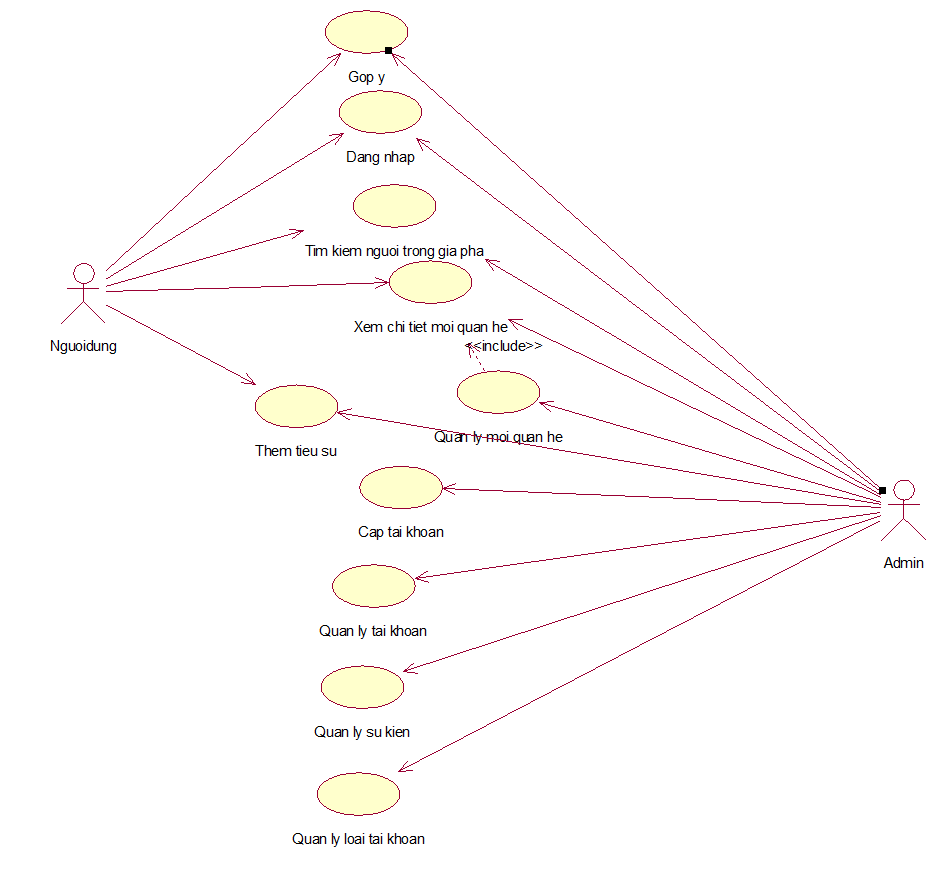 Gop y
Dang nhap
Tim kiem nguoi trong gia pha
Xem chi tiet moi quan he
Nguoidung
<<include>>
Quan ly moi quan he
Them tieu su
Cap tai khoan
Admin
Quan ly tai khoan
Quan ly su kien
Quan ly loai tai khoan